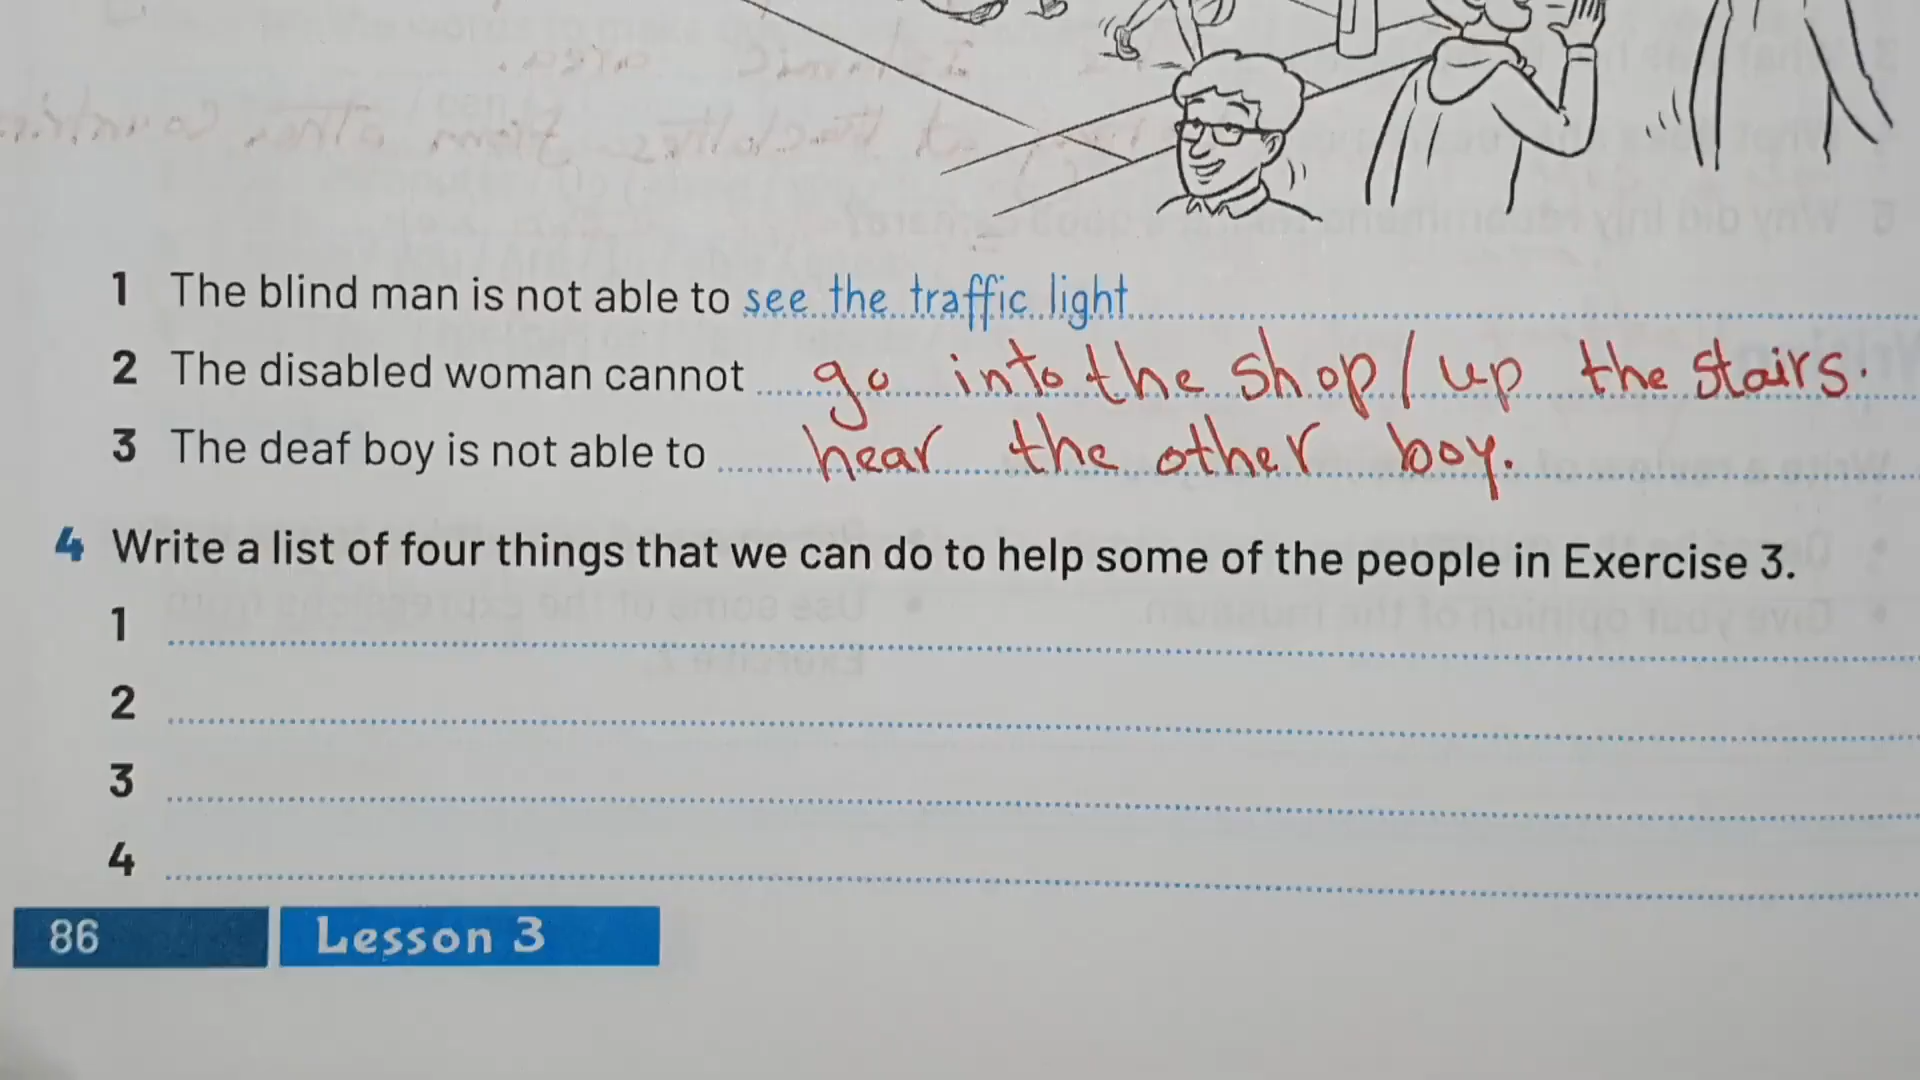 1 The blind man is not able to see the traffic light
2 The disabled woman cannot go into the shop / up the stairs.
3 The deaf boy is not able to hear the other boy.
4 Write a list of four things that we can do to help some of the people in Exercise 3.
1
2
3
4
86 Lesson 3